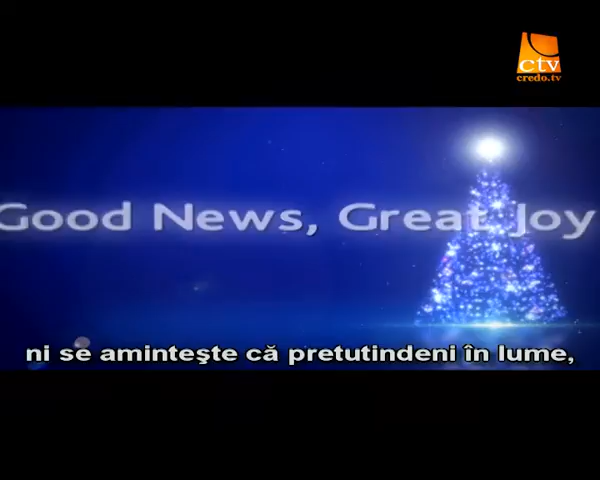 ctv
credo.tv
Good News, Great Joy
ni se aminteşte că pretutindeni în lume,